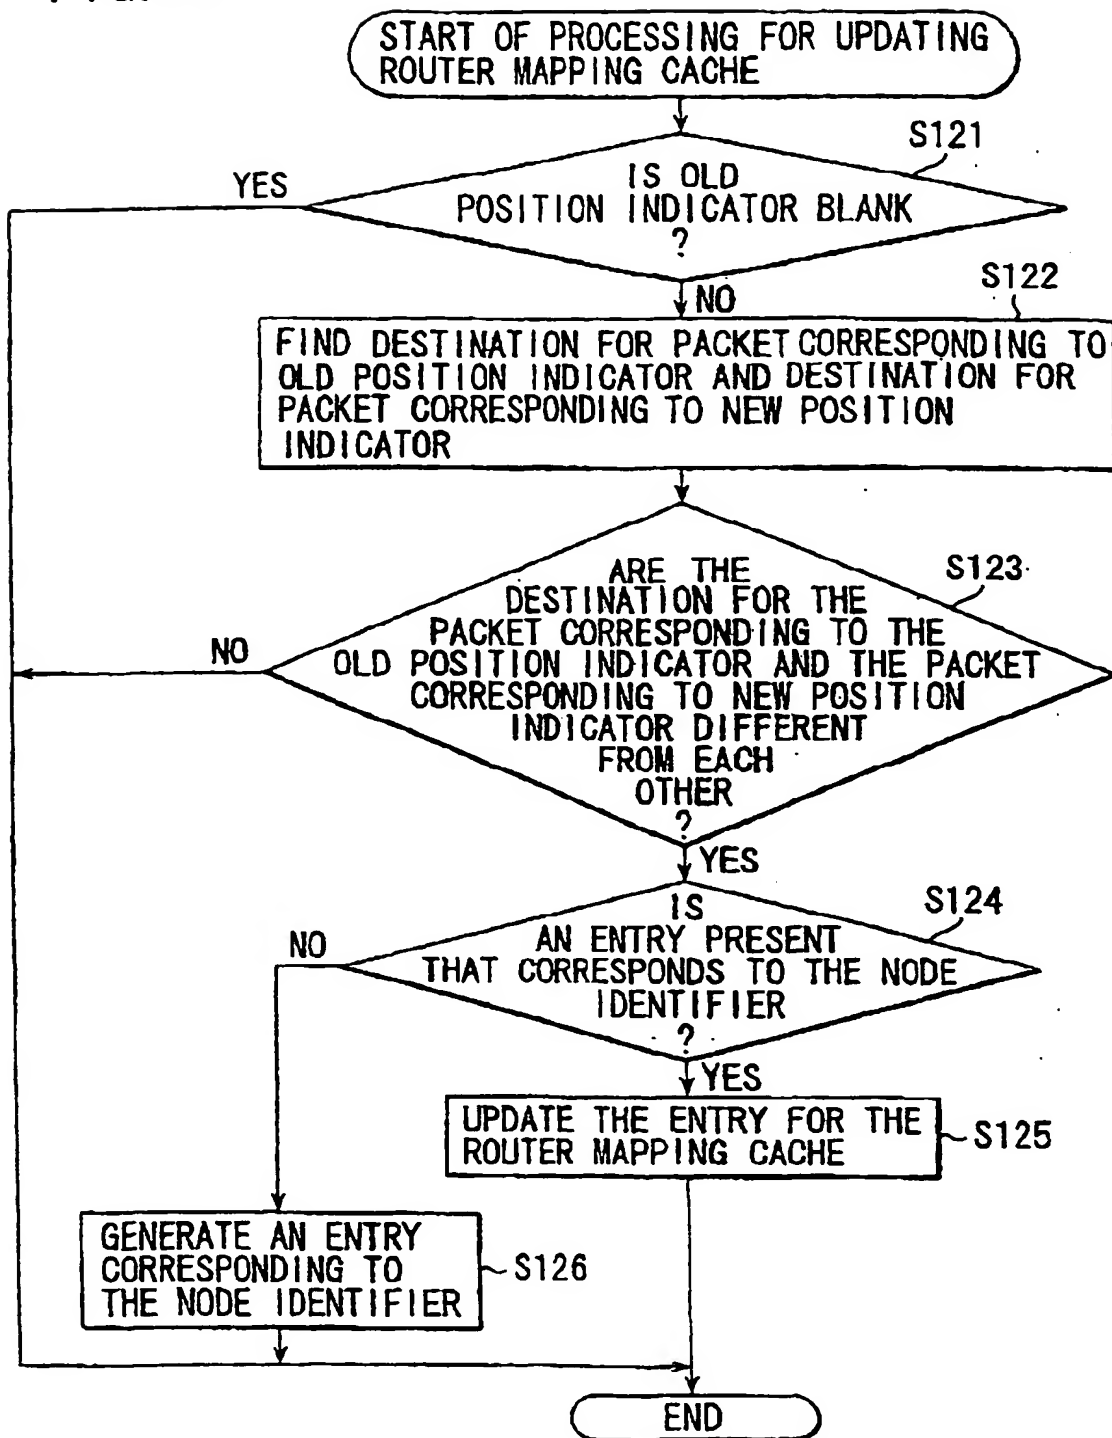 START OF PROCESSING FOR UPDATING
ROUTER MAPPING CACHE
S121
YES
IS OLD
POSITION INDICATOR BLANK
?
NO
S122
FIND DESTINATION FOR PACKET CORRESPONDING TO
OLD POSITION INDICATOR AND DESTINATION FOR
PACKET CORRESPONDING TO NEW POSITION
INDICATOR
S123
NO
ARE THE
DESTINATION FOR THE
PACKET CORRESPONDING TO THE
OLD POSITION INDICATOR AND THE PACKET
CORRESPONDING TO NEW POSITION
INDICATOR DIFFERENT
FROM EACH
OTHER
?
YES
S124
NO
IS
AN ENTRY PRESENT
THAT CORRESPONDS TO THE NODE
IDENTIFIER
?
YES
UPDATE THE ENTRY FOR THE
ROUTER MAPPING CACHE
S125
GENERATE AN ENTRY
CORRESPONDING TO
THE NODE IDENTIFIER
S126
END